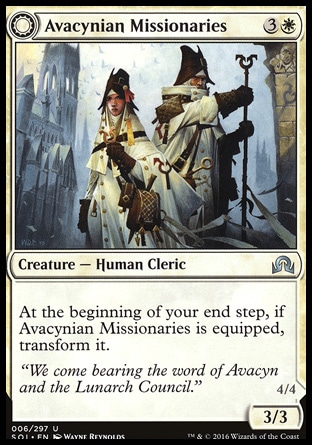 Avacynian Missionaries 3
Creature — Human Cleric
At the beginning of your end step, if
Avacynian Missionaries is equipped,
transform it.
“We come bearing the word of Avacyn
and the Lunarch Council.”
4/4
3/3
006/297 U
SOI • EN Wayne Reynolds
™ & © 2016 Wizards of the Coast